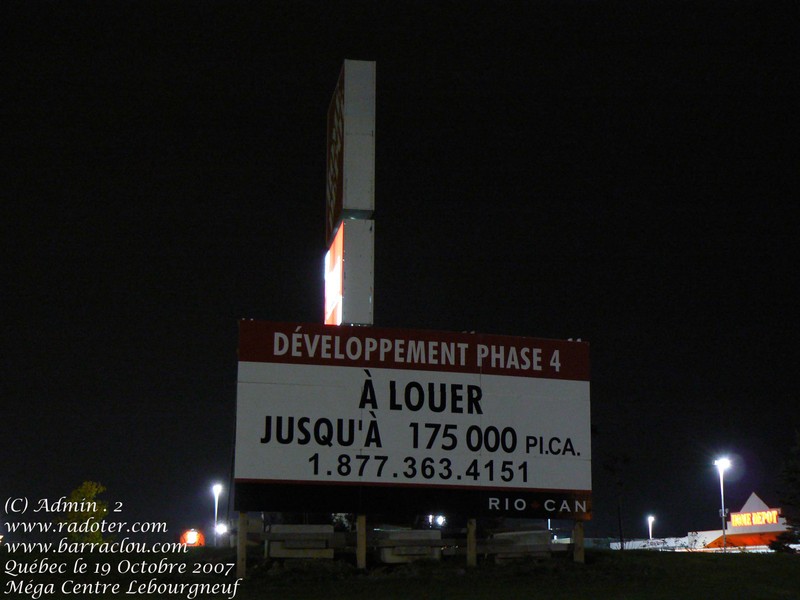 DÉVELOPPEMENT PHASE 4
À LOUER
JUSQU'À 175 000 PI.CA.
1.877.363.4151
RIO CAN
HOME DEPOT
(C) Admin . 2
www.radoter.com
www.barraclou.com
Québec le 19 Octobre 2007
Méga Centre Lebourgneuf